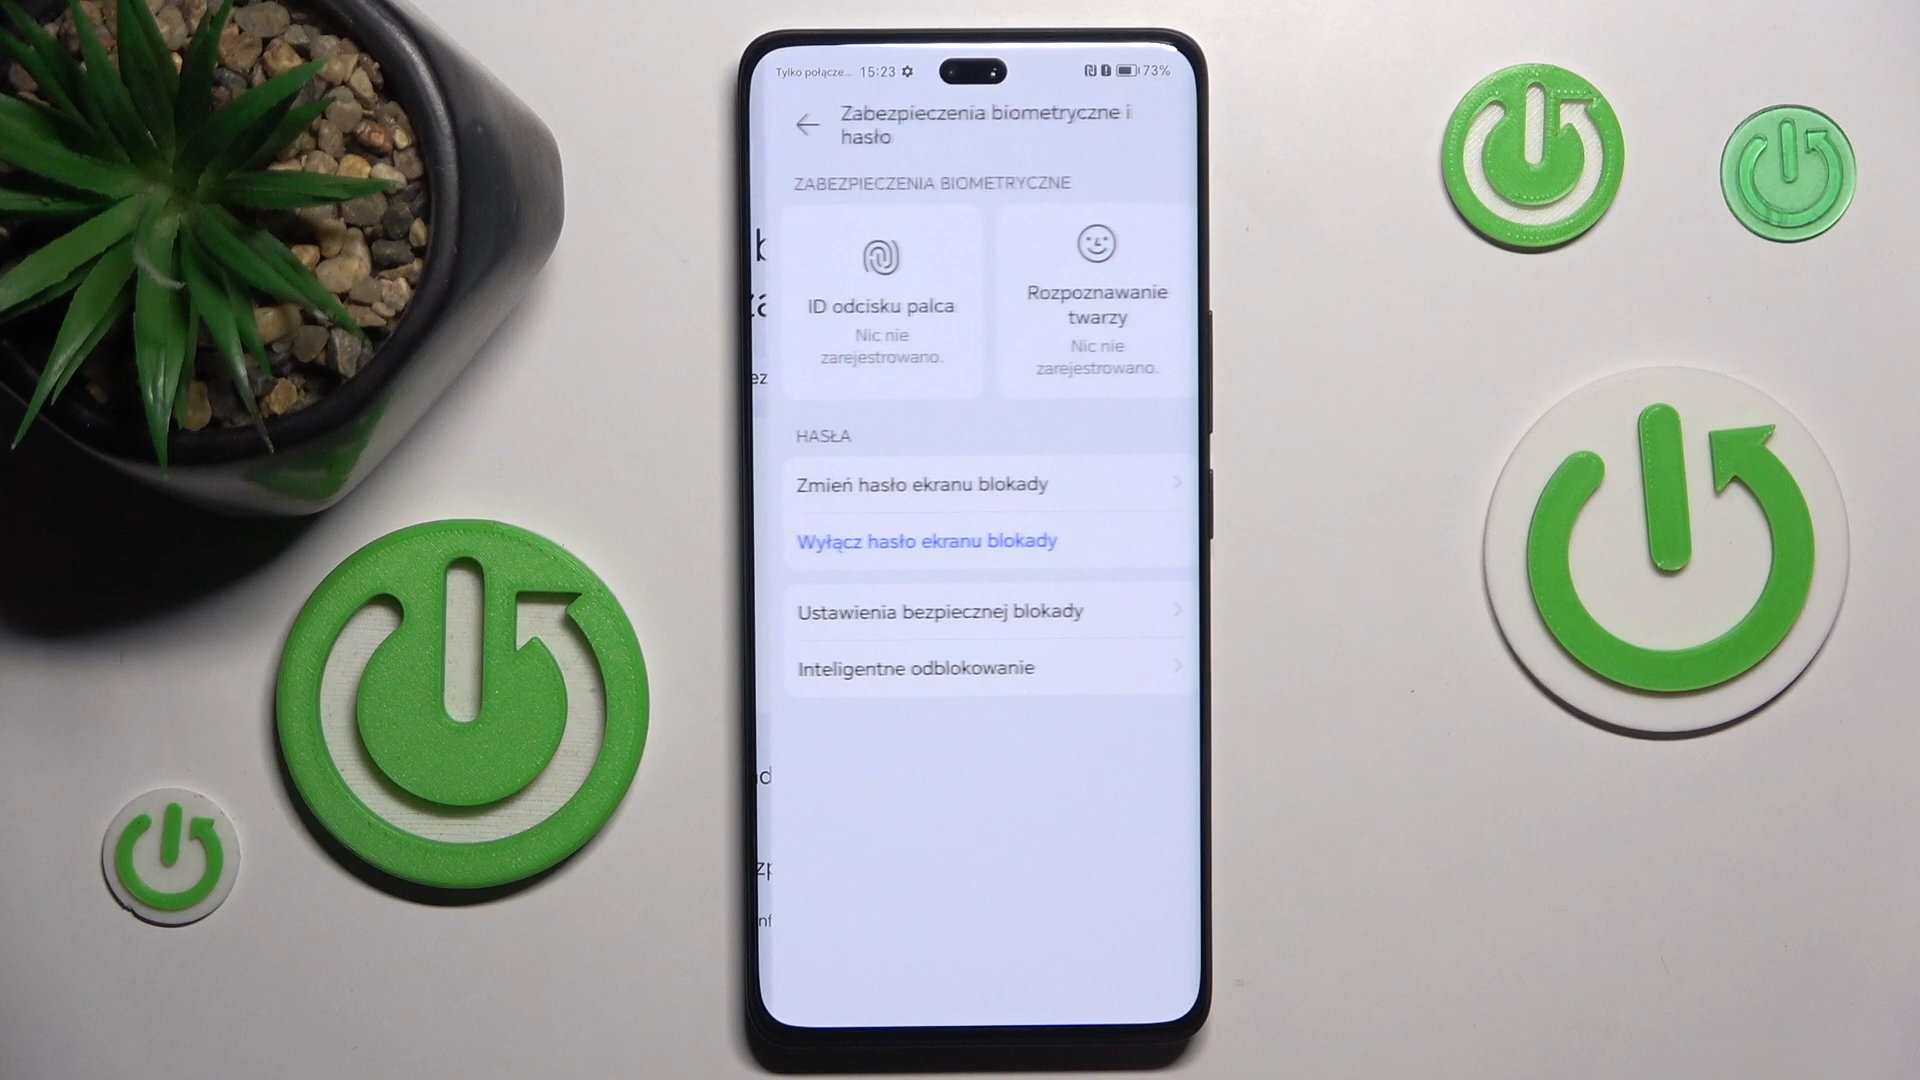 Tylko połącze... 15:23 73%
Zabezpieczenia biometryczne i
hasło
ZABEZPIECZENIA BIOMETRYCZNE
ID odcisku palca
Nic nie
zarejestrowano.
Rozpoznawanie
twarzy
Nic nie
zarejestrowano.
HASŁA
Zmień hasło ekranu blokady
Wyłącz hasło ekranu blokady
Ustawienia bezpiecznej blokady
Inteligentne odblokowanie